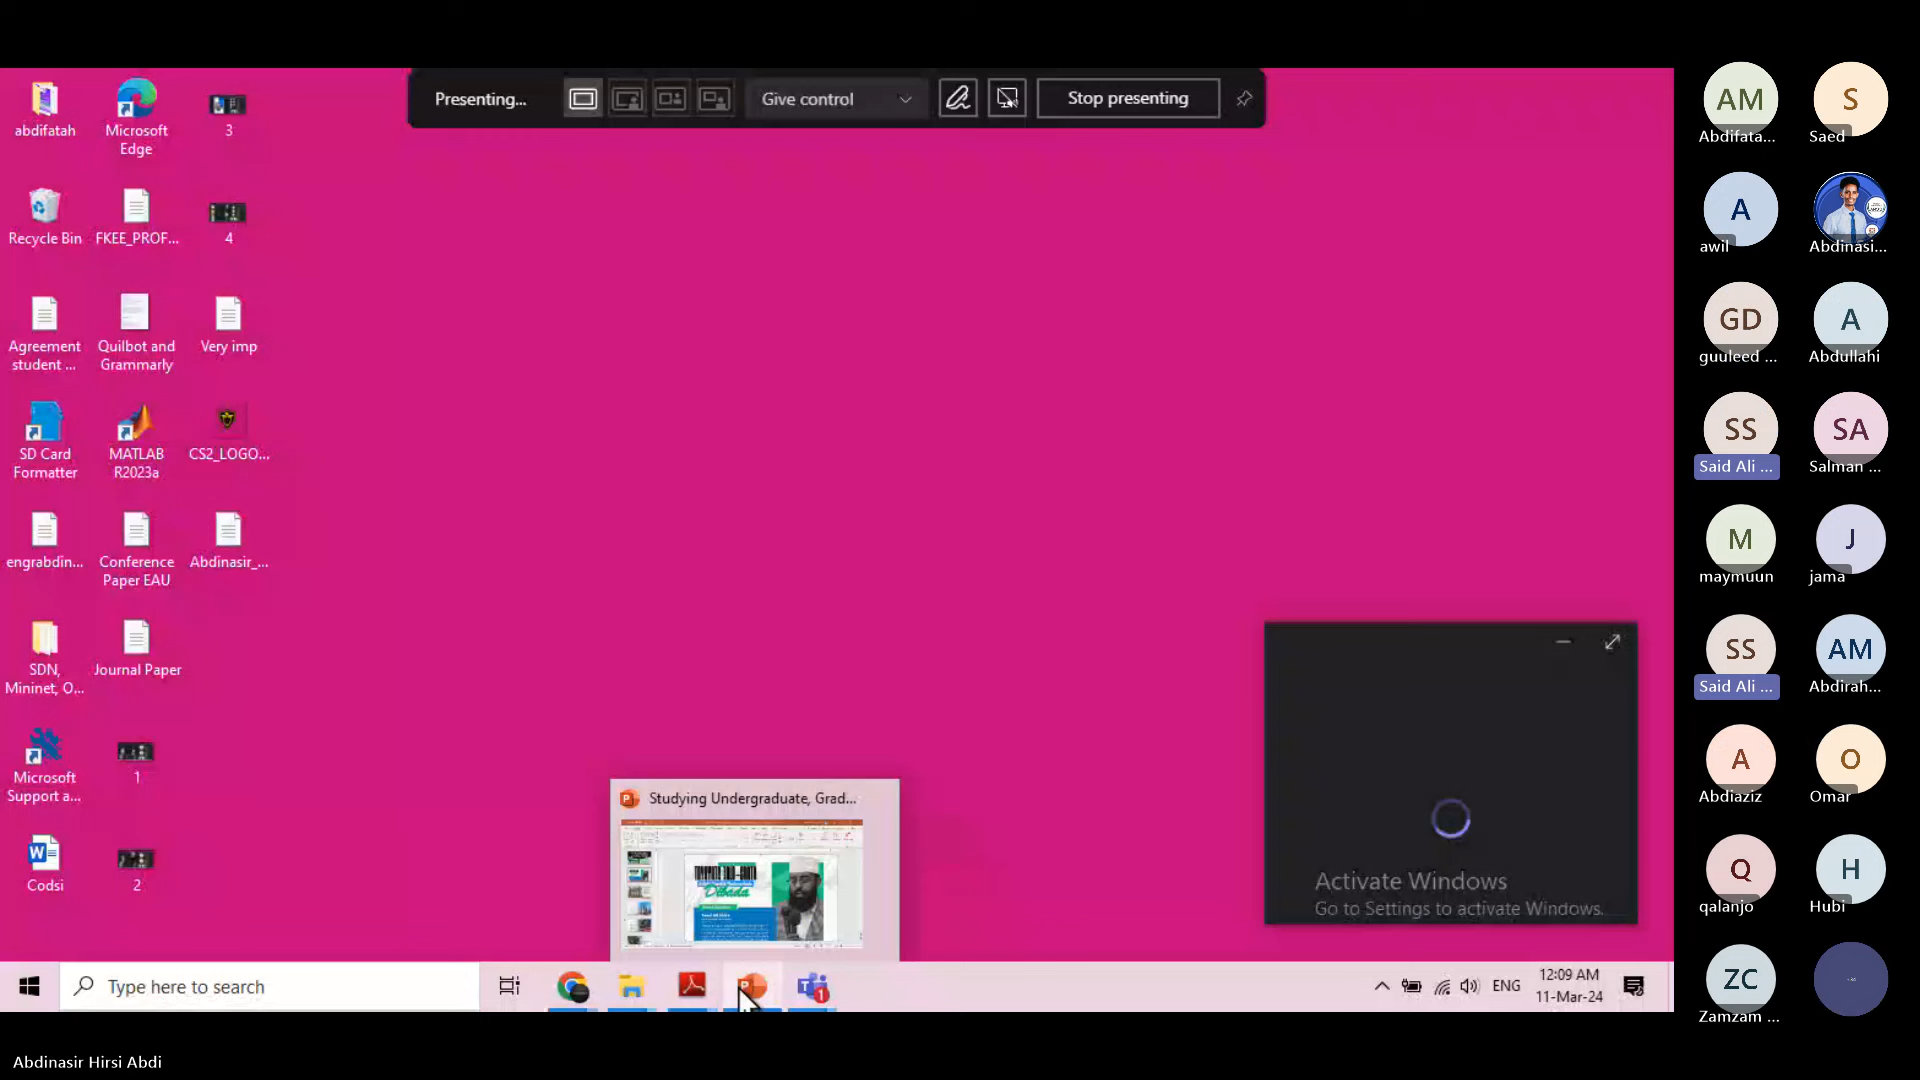 Presenting...
Give control
Stop presenting
abdifatah
Microsoft
Edge
3
Recycle Bin
FKEE_PROF...
4
Agreement
student ...
Quilbot and
Grammarly
Very imp
SD Card
Formatter
MATLAB
R2023a
CS2_LOGO...
engrabdin...
Conference
Paper EAU
Abdinasir_...
SDN,
Mininet, O...
Journal Paper
Microsoft
Support a...
1
Codsi
2
Studying Undergraduate, Grad...
Activate Windows
Go to Settings to activate Windows.
Type here to search
1
ENG
12:09 AM
11-Mar-24
AM
Abdifata...
S
Saed
A
awil
Abdinasi...
GD
guuleed ...
A
Abdullahi
SS
Said Ali ...
SA
Salman ...
M
maymuun
J
jama
SS
Said Ali ...
AM
Abdirah...
A
Abdiaziz
O
Omar
Q
qalanjo
H
Hubi
ZC
Zamzam ...
Abdinasir Hirsi Abdi